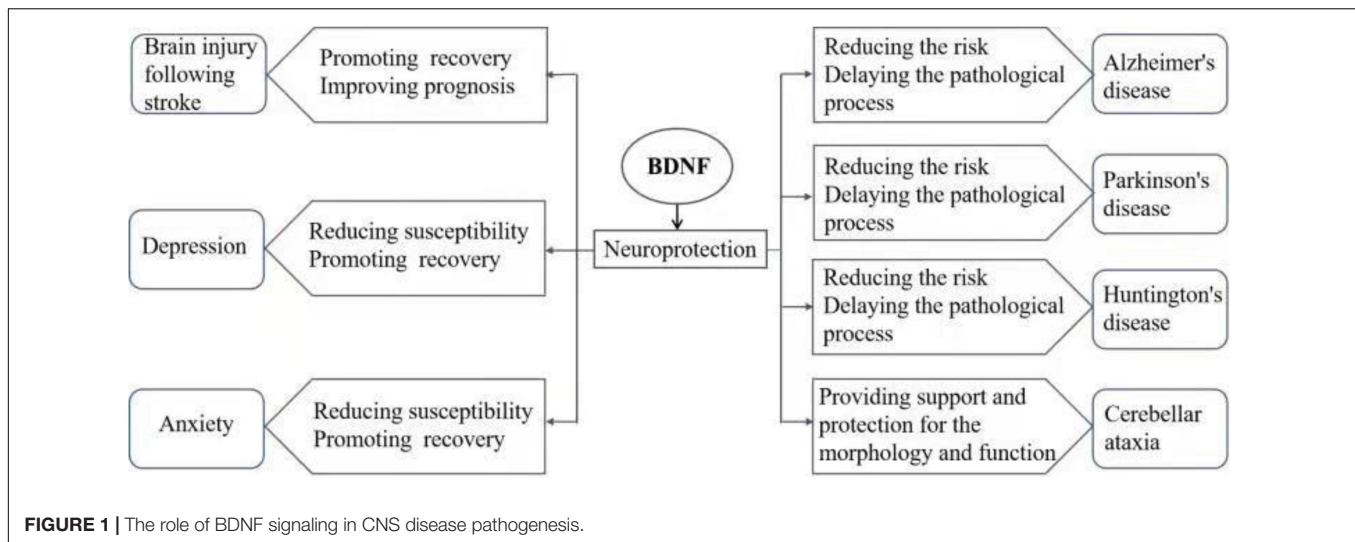 Brain injury
following
stroke
Promoting recovery
Improving prognosis
Depression
Reducing susceptibility
Promoting recovery
Anxiety
Reducing susceptibility
Promoting recovery
BDNF
Neuroprotection
Reducing the risk
Delaying the pathological
process
Alzheimer's
disease
Reducing the risk
Delaying the pathological
process
Parkinson's
disease
Reducing the risk
Delaying the pathological
process
Huntington's
disease
Providing support and
protection for the
morphology and function
Cerebellar
ataxia
FIGURE 1 | The role of BDNF signaling in CNS disease pathogenesis.